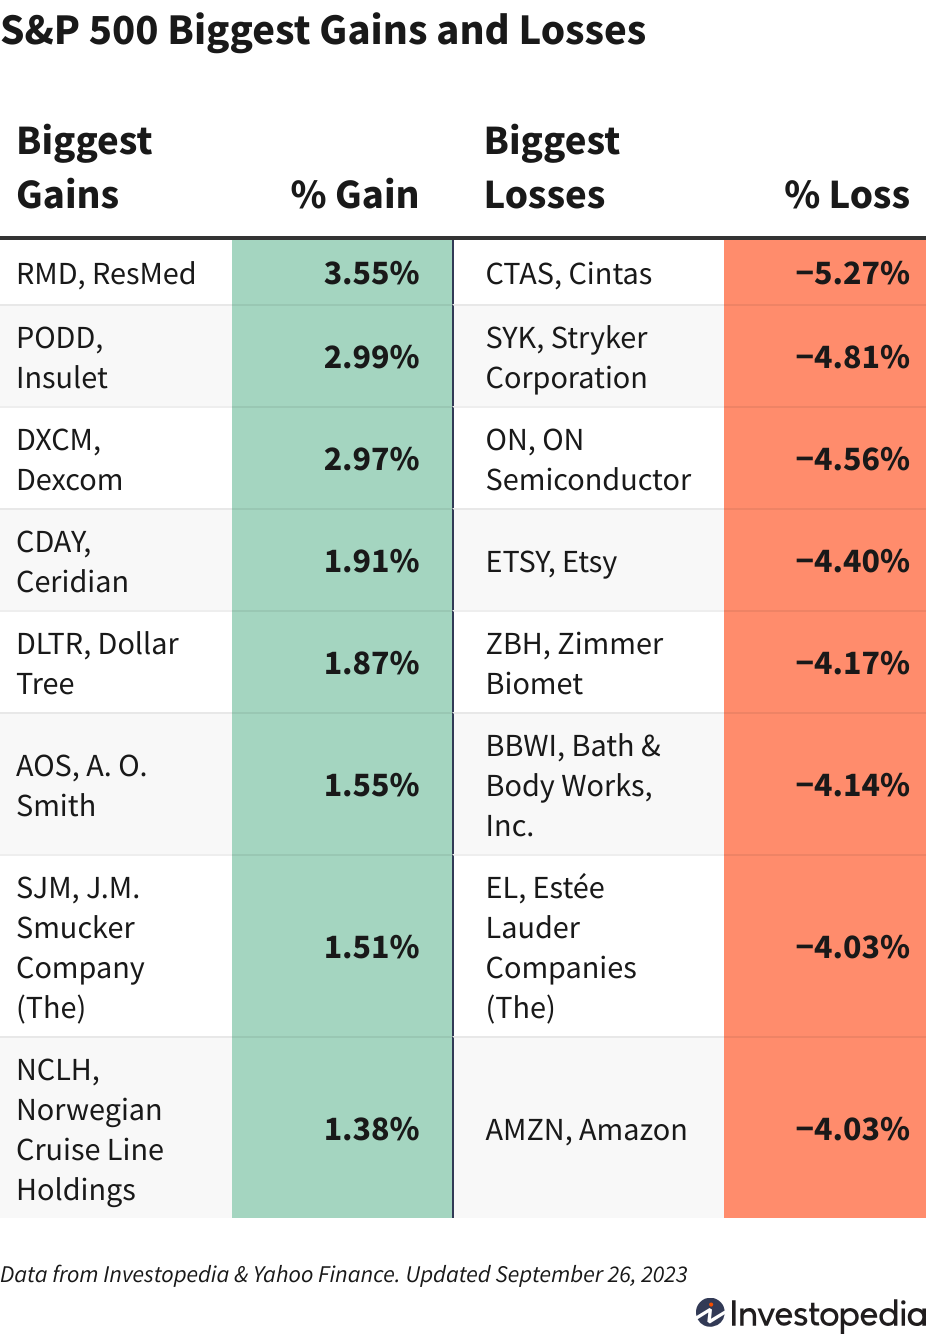 S&P 500 Biggest Gains and Losses
Biggest
Gains
% Gain
Biggest
Losses
% Loss
RMD, ResMed
3.55%
CTAS, Cintas
−5.27%
PODD,
Insulet
2.99%
SYK, Stryker
Corporation
−4.81%
DXCM,
Dexcom
2.97%
ON, ON
Semiconductor
−4.56%
CDAY,
Ceridian
1.91%
ETSY, Etsy
−4.40%
DLTR, Dollar
Tree
1.87%
ZBH, Zimmer
Biomet
−4.17%
AOS, A. O.
Smith
1.55%
BBWI, Bath &
Body Works,
Inc.
−4.14%
SJM, J.M.
Smucker
Company
(The)
1.51%
EL, Estée
Lauder
Companies
(The)
−4.03%
NCLH,
Norwegian
Cruise Line
Holdings
1.38%
AMZN, Amazon
−4.03%
Data from Investopedia & Yahoo Finance. Updated September 26, 2023
Investopedia